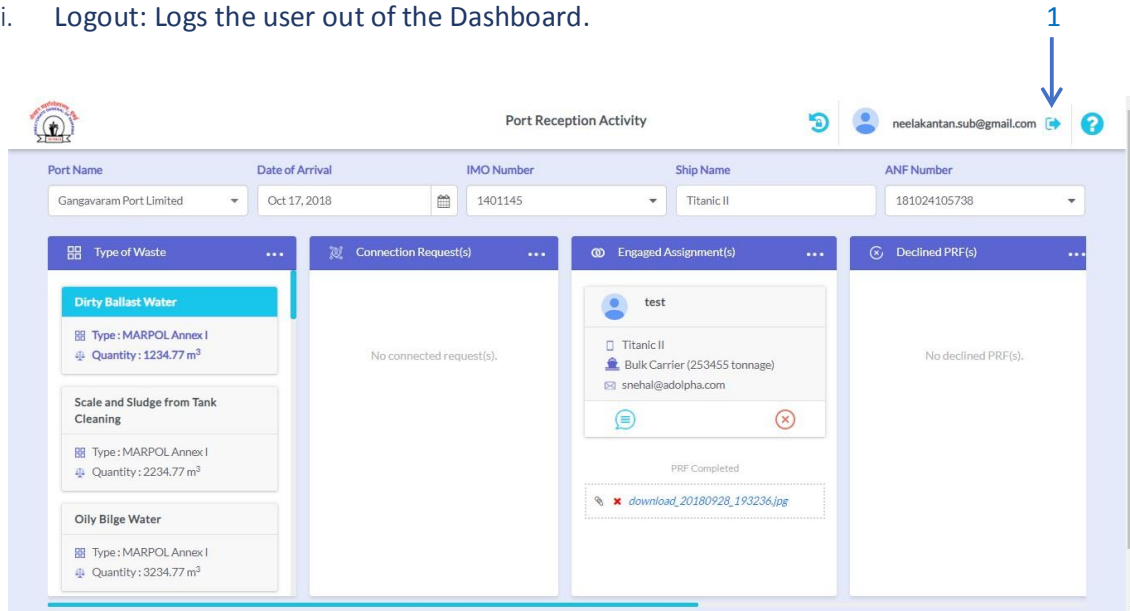 i. Logout: Logs the user out of the Dashboard.
1
Port Reception Activity
neelakantan.sub@gmail.com
?
Port Name
Date of Arrival
IMO Number
Ship Name
ANF Number
Gangavaram Port Limited
Oct 17, 2018
1401145
Titanic II
181024105738
Type of Waste
Connection Request(s)
Engaged Assignment(s)
Declined PRF(s)
Dirty Ballast Water
Type : MARPOL Annex I
Quantity : 1234.77 m³
Scale and Sludge from Tank
Cleaning
Type : MARPOL Annex I
Quantity : 2234.77 m³
Oily Bilge Water
Type : MARPOL Annex I
Quantity : 3234.77 m³
No connected request(s).
test
Titanic II
Bulk Carrier (253455 tonnage)
snehal@adolpha.com
PRF Completed
download_20180928_193236.jpg
No declined PRF(s).